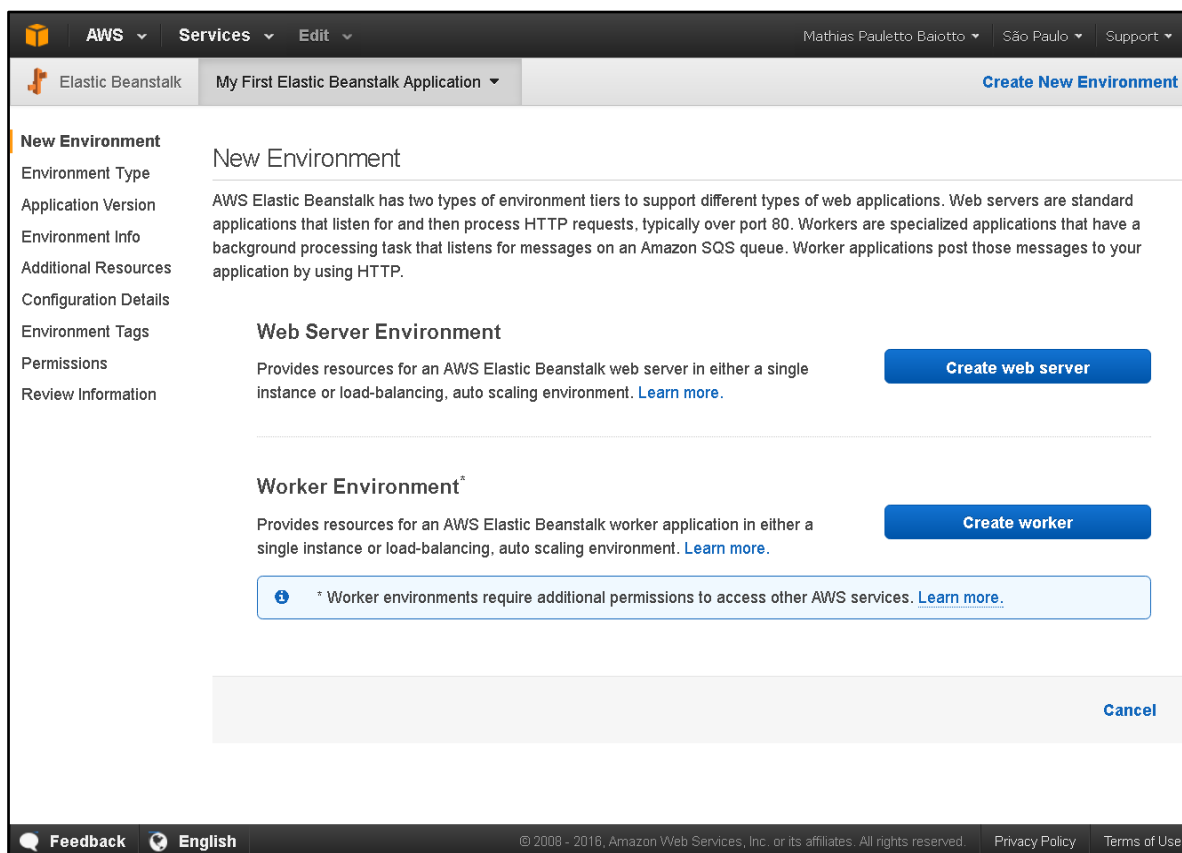 AWS Services Edit Mathias Pauletto Baiotto São Paulo Support
Elastic Beanstalk My First Elastic Beanstalk Application Create New Environment
New Environment
Environment Type
Application Version
Environment Info
Additional Resources
Configuration Details
Environment Tags
Permissions
Review Information
New Environment
AWS Elastic Beanstalk has two types of environment tiers to support different types of web applications. Web servers are standard
applications that listen for and then process HTTP requests, typically over port 80. Workers are specialized applications that have a
background processing task that listens for messages on an Amazon SQS queue. Worker applications post those messages to your
application by using HTTP.
Web Server Environment
Provides resources for an AWS Elastic Beanstalk web server in either a single
instance or load-balancing, auto scaling environment. Learn more.
Create web server
Worker Environment*
Provides resources for an AWS Elastic Beanstalk worker application in either a
single instance or load-balancing, auto scaling environment. Learn more.
Create worker
* Worker environments require additional permissions to access other AWS services. Learn more.
Cancel
Feedback English © 2008 - 2016, Amazon Web Services, Inc. or its affiliates. All rights reserved. Privacy Policy Terms of Use